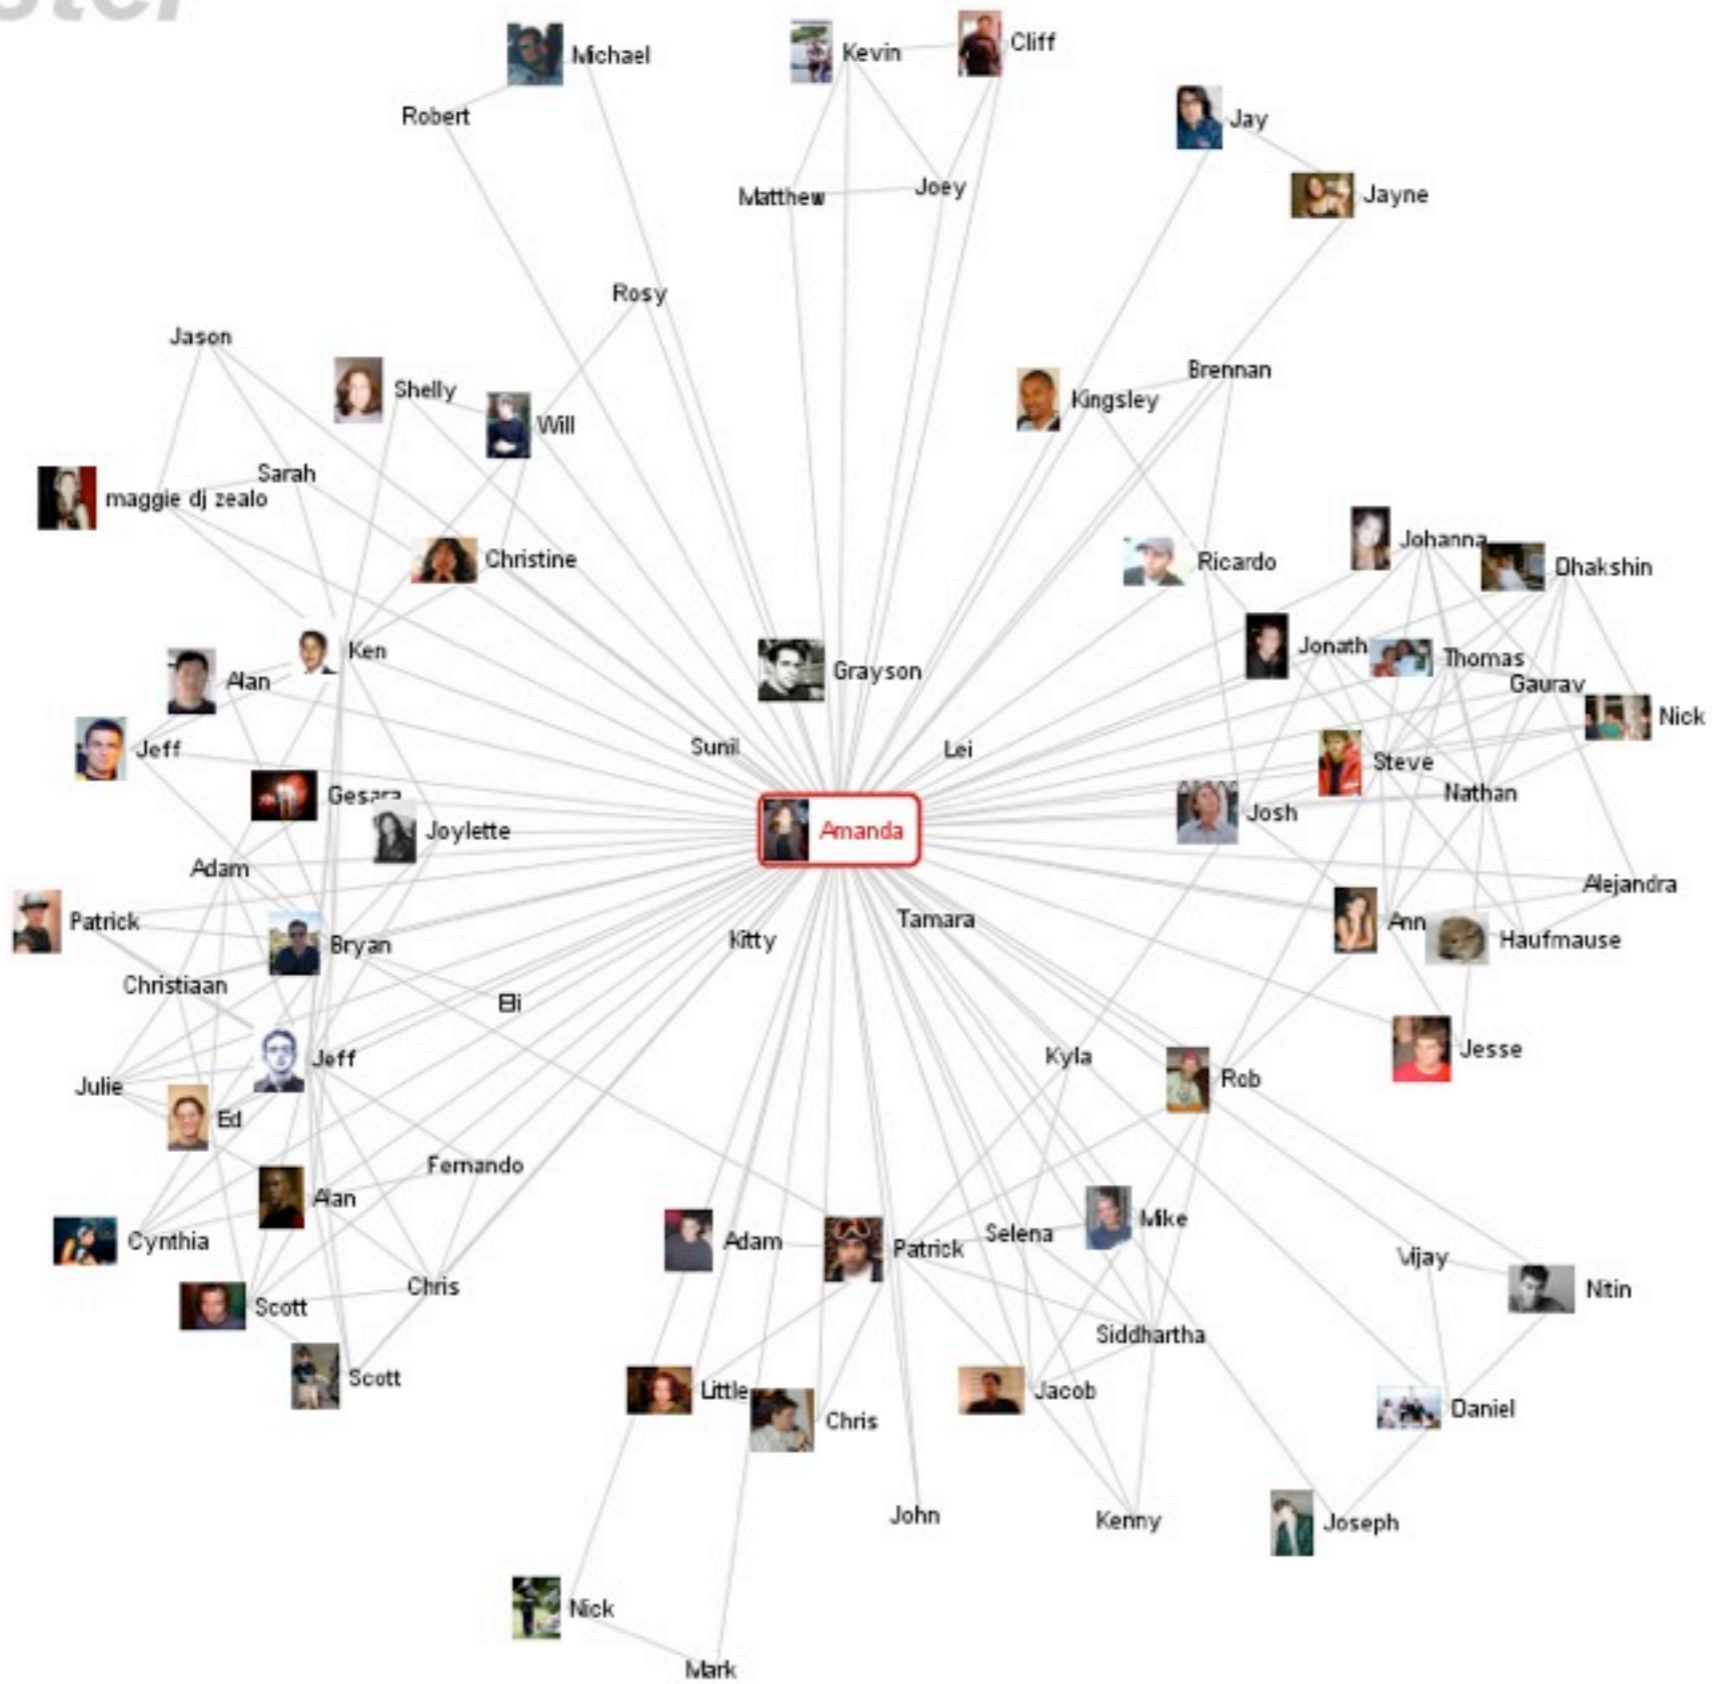 ster
Michael
Kevin
Cliff
Robert
Jay
Matthew
Joey
Jayne
Rosy
Jason
Shelly
Will
Brennan
Kingsley
Sarah
maggie dj zealo
Christine
Ricardo
Johanna
Dhakshin
Ken
Jonath
Thomas
Alan
Grayson
Gaurav
Nick
Jeff
Sunil
Lei
Steve
Gesara
Nathan
Joylette
Amanda
Josh
Adam
Alejandra
Patrick
Bryan
Kitty
Tamara
Ann
Haufmause
Christiaan
Eli
Jeff
Kyla
Jesse
Julie
Rob
Ed
Fernando
Alan
Cynthia
Adam
Patrick
Selena
Mike
Vijay
Chris
Nitin
Scott
Siddhartha
Scott
Little
Chris
Jacob
Daniel
John
Kenny
Joseph
Nick
Mark